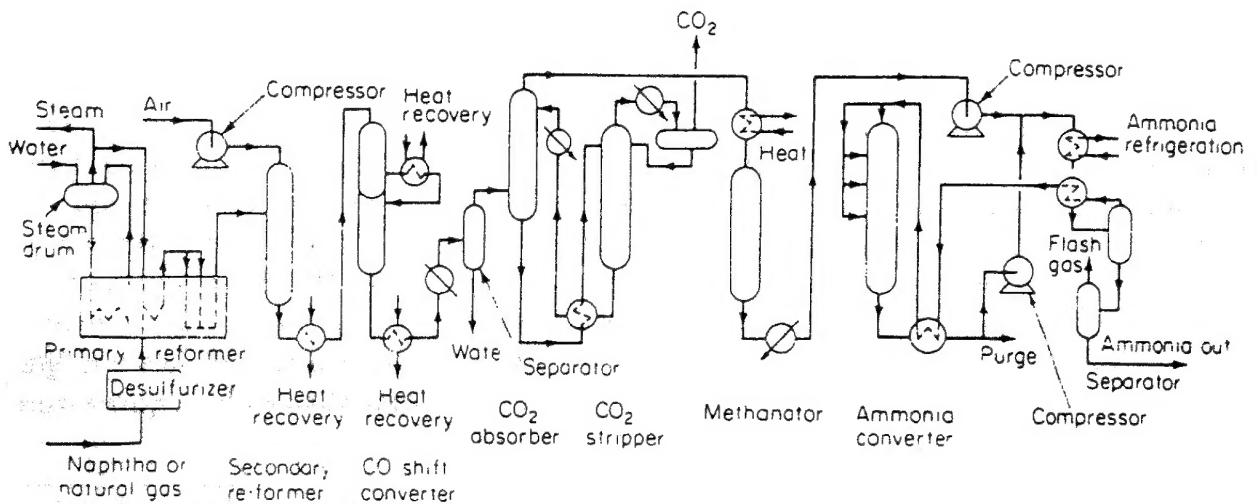 CO2
Steam
Air
Compressor
Heat
recovery
Compressor
Water
Heat
Ammonia
refrigeration
Steam
drum
Flash
gas
Primary reformer
Wate
Separator
Purge
Ammonia out
Separator
Desulfurizer
Heat
recovery
Heat
recovery
CO2
absorber
CO2
stripper
Methanator
Ammonia
converter
Compressor
Naphtha or
natural gas
Secondary
re-former
CO shift
converter